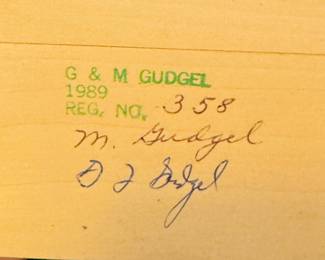 G & M GUDGEL
1989
REG. NO. 358
M. Gudgel
G J Gudgel